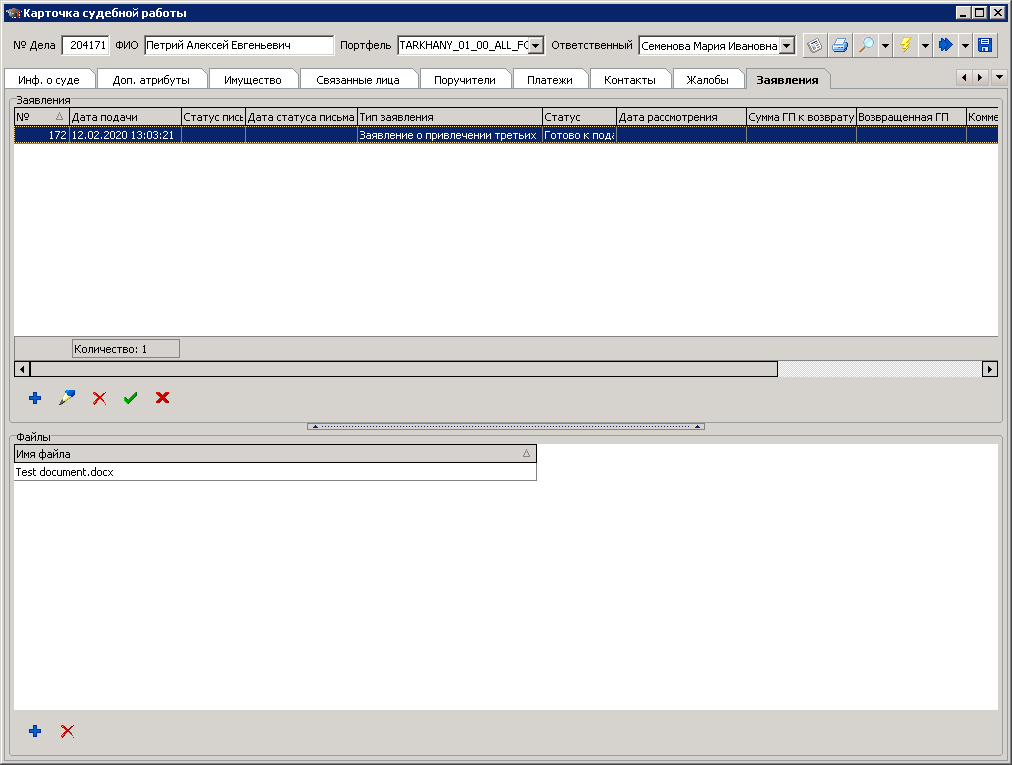 Карточка судебной работы
№ Дела 204171 ФИО Петрий Алексей Евгеньевич Портфель TARKHANY_01_00_ALL_FC Ответственный Семенова Мария Ивановна
Инф. о суде Доп. атрибуты Имущество Связанные лица Поручители Платежи Контакты Жалобы Заявления
Заявления
№ Дата подачи Статус пись Дата статуса письма Тип заявления Статус Дата рассмотрения Сумма ГП к возврату Возвращенная ГП Комме
172 12.02.2020 13:03:21 Заявление о привлечении третьих Готово к пода
Количество: 1
Файлы
Имя файла
Test document.docx